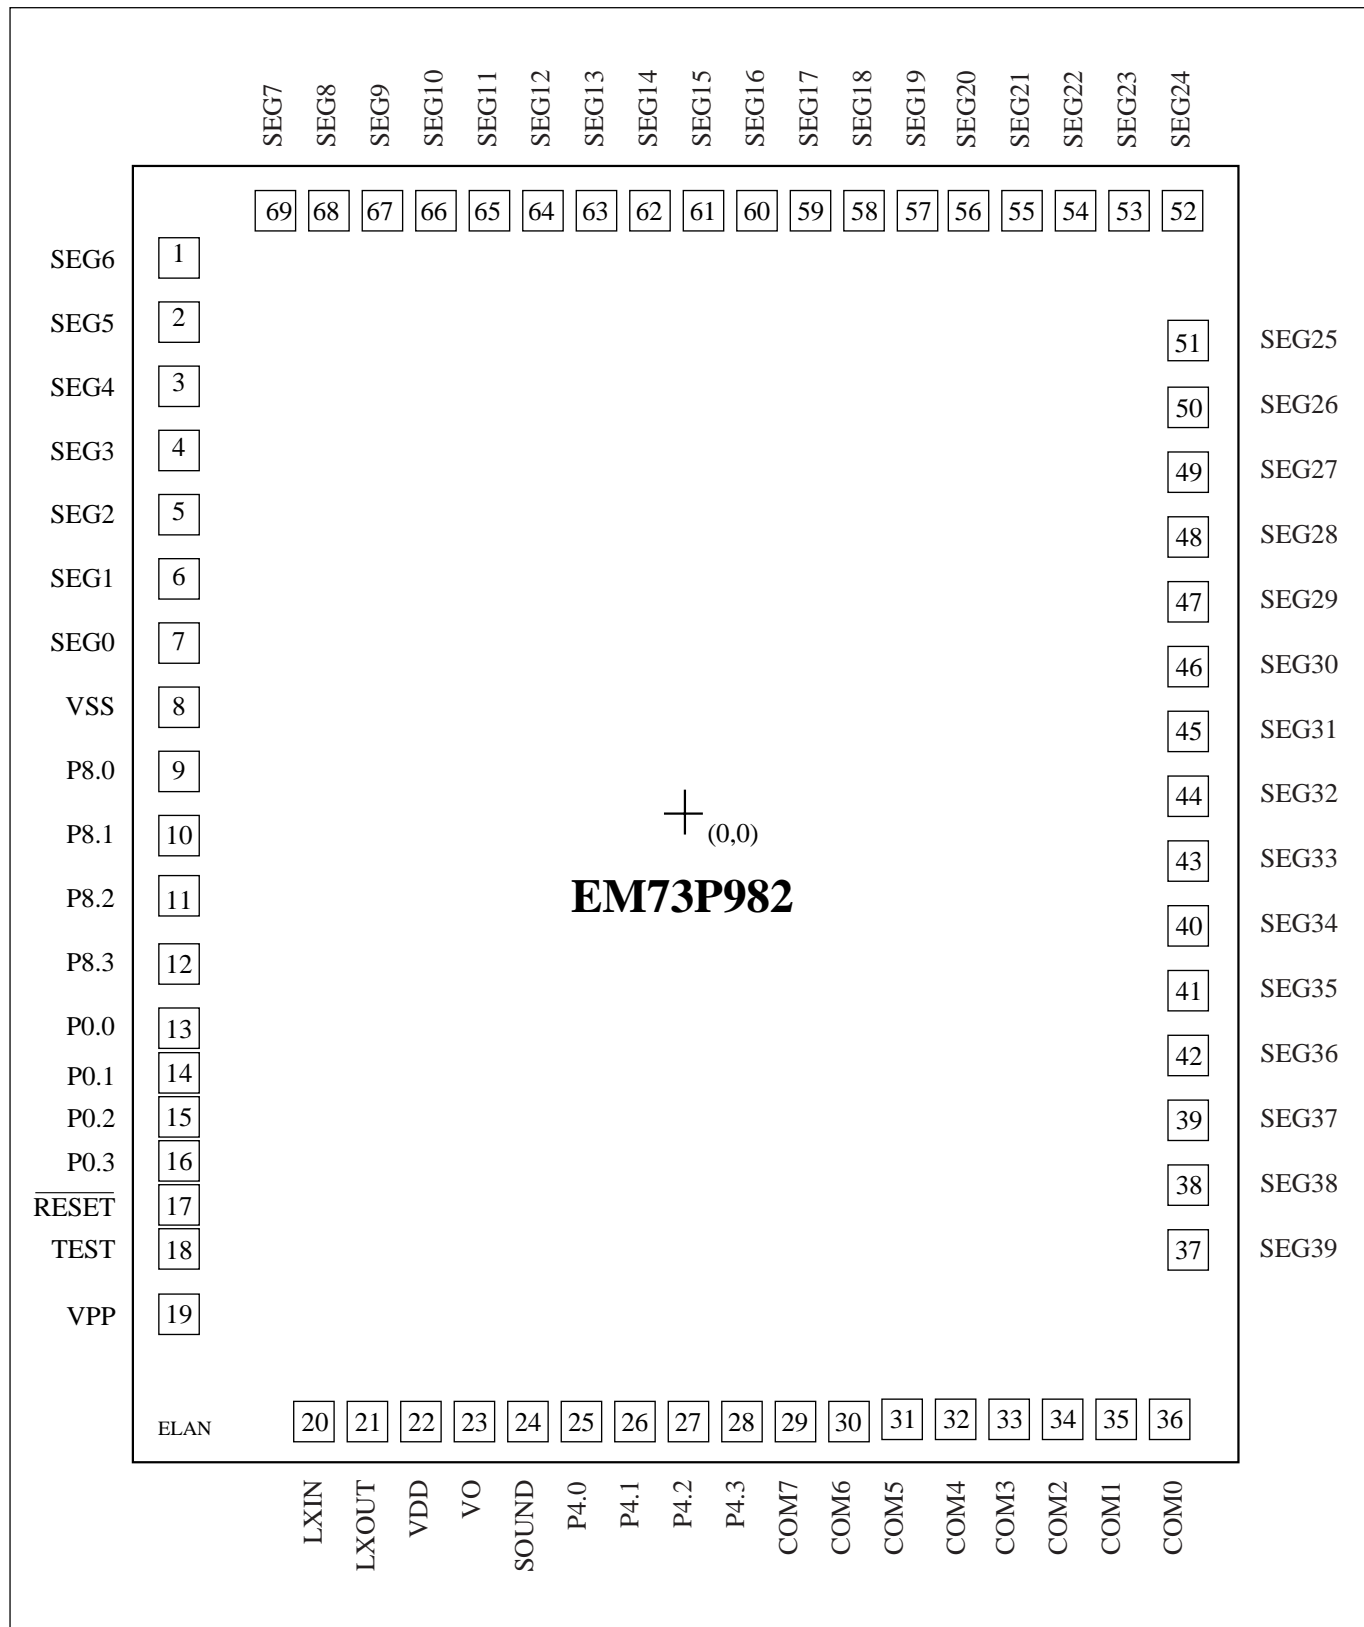 SEG7 SEG8 SEG9 SEG10 SEG11 SEG12 SEG13 SEG14 SEG15 SEG16 SEG17 SEG18 SEG19 SEG20 SEG21 SEG22 SEG23 SEG24
69 68 67 66 65 64 63 62 61 60 59 58 57 56 55 54 53 52
SEG6 1
SEG5 2
51 SEG25
SEG4 3
50 SEG26
SEG3 4
49 SEG27
SEG2 5
48 SEG28
SEG1 6
47 SEG29
SEG0 7
46 SEG30
VSS 8
45 SEG31
P8.0 9
44 SEG32
P8.1 10
(0,0)
43 SEG33
P8.2 11
EM73P982
40 SEG34
P8.3 12
41 SEG35
P0.0 13
42 SEG36
P0.1 14
P0.2 15
39 SEG37
P0.3 16
38 SEG38
RESET 17
TEST 18
37 SEG39
VPP 19
ELAN
20 21 22 23 24 25 26 27 28 29 30 31 32 33 34 35 36
LXIN LXOUT VDD VO SOUND P4.0 P4.1 P4.2 P4.3 COM7 COM6 COM5 COM4 COM3 COM2 COM1 COM0